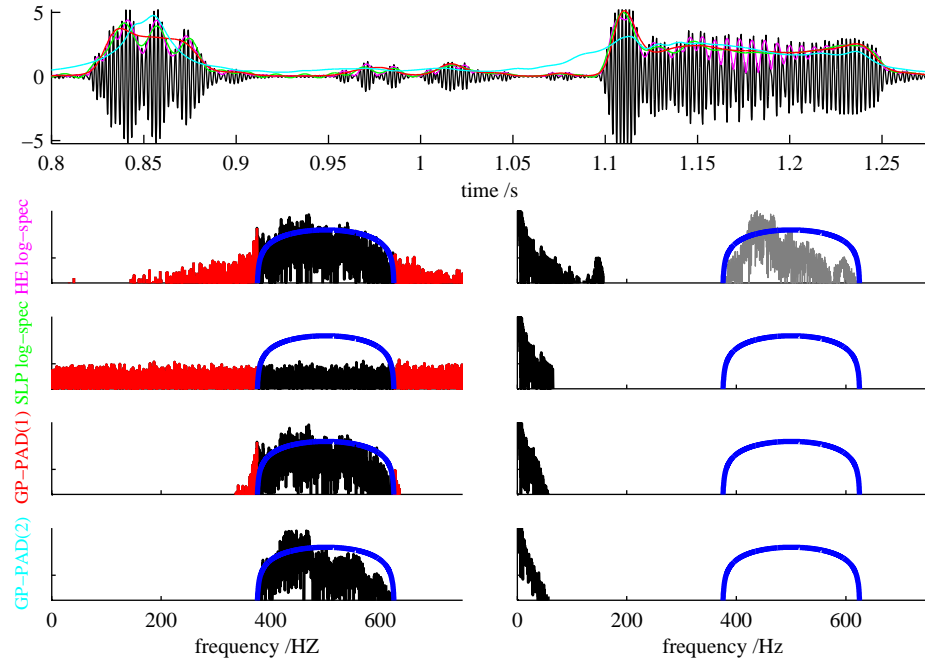 5
0
−5
0.8 0.85 0.9 0.95 1 1.05 1.1 1.15 1.2 1.25
time /s
HE log−spec
SLP log−spec
GP−PAD(1)
GP−PAD(2)
0 200 400 600
frequency /HZ
0 200 400 600
frequency /Hz